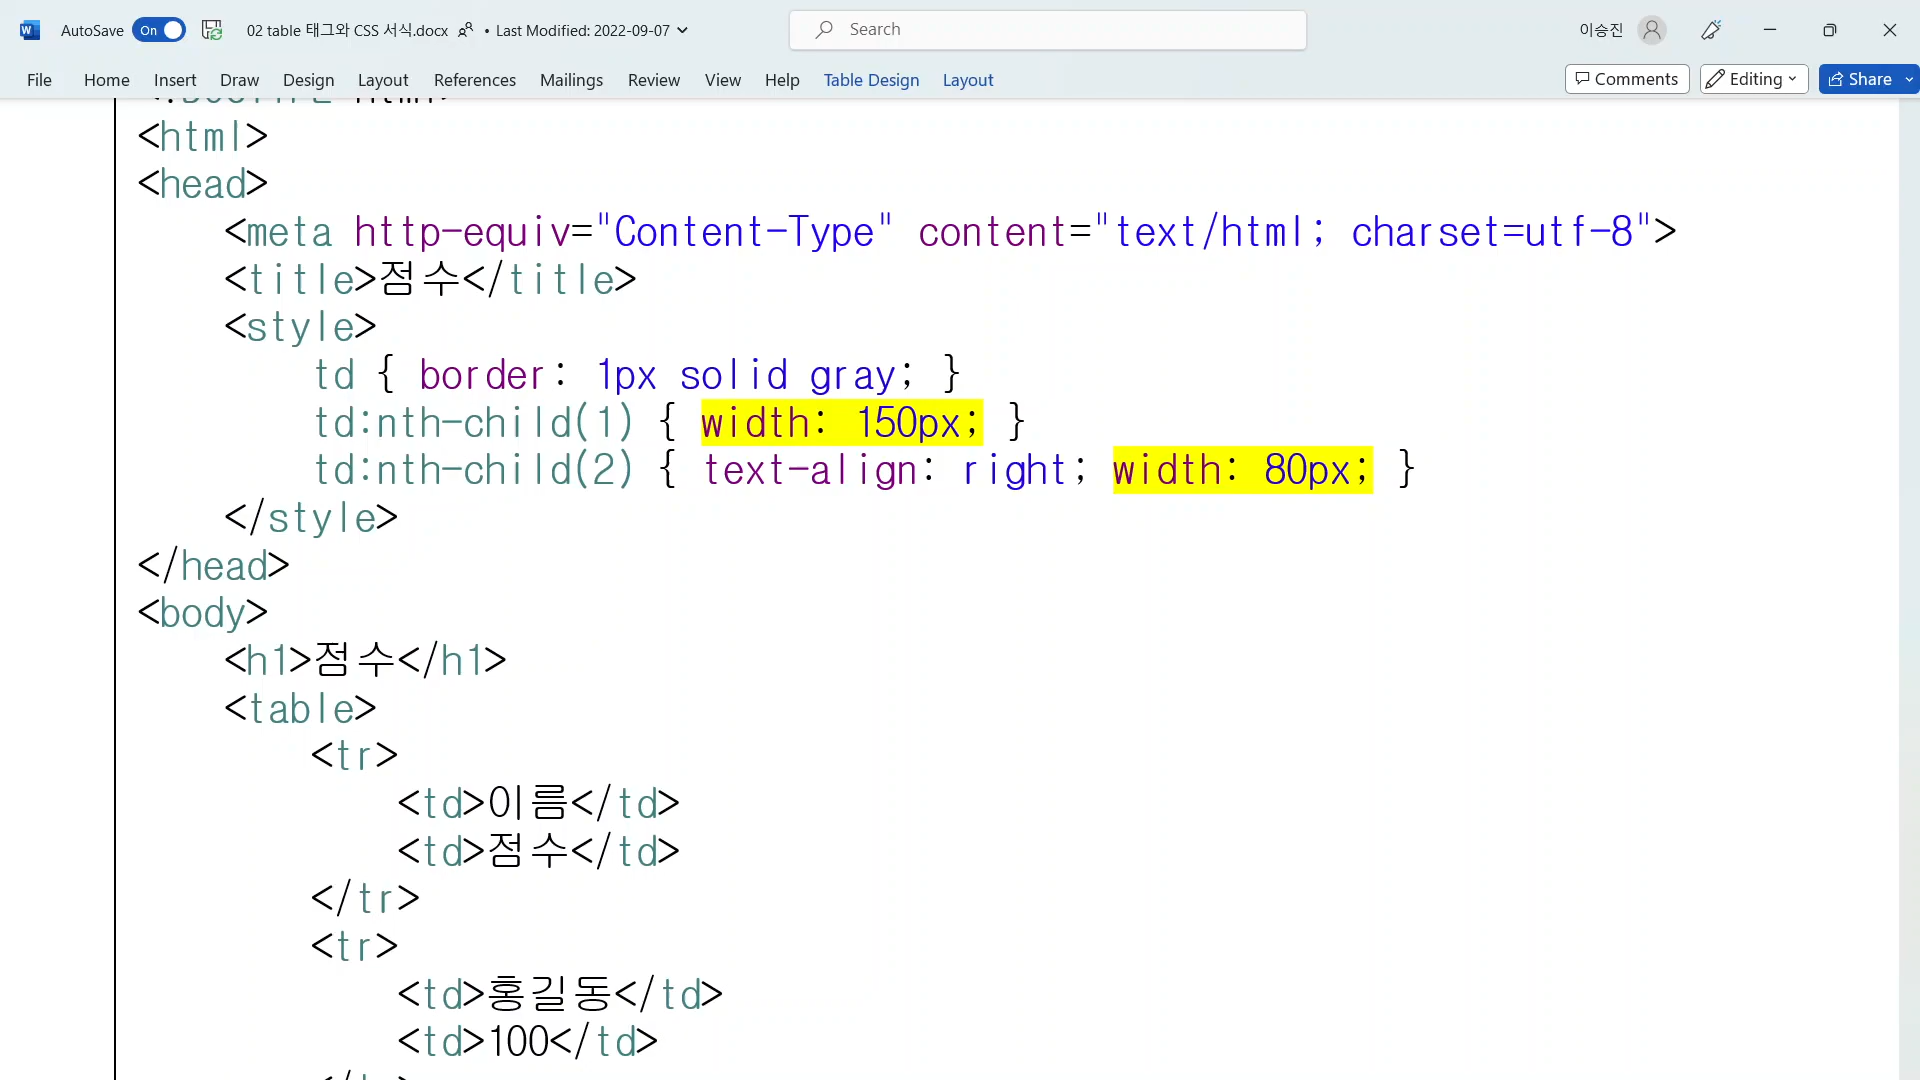 AutoSave On 02 table 태그와 CSS 서식.docx • Last Modified: 2022-09-07 Search 이승진
File Home Insert Draw Design Layout References Mailings Review View Help Table Design Layout Comments Editing Share
<html>
<head>
<meta http-equiv="Content-Type" content="text/html; charset=utf-8">
<title>점수</title>
<style>
td { border: 1px solid gray; }
td:nth-child(1) { width: 150px; }
td:nth-child(2) { text-align: right; width: 80px; }
</style>
</head>
<body>
<h1>점수</h1>
<table>
<tr>
<td>이름</td>
<td>점수</td>
</tr>
<tr>
<td>홍길동</td>
<td>100</td>